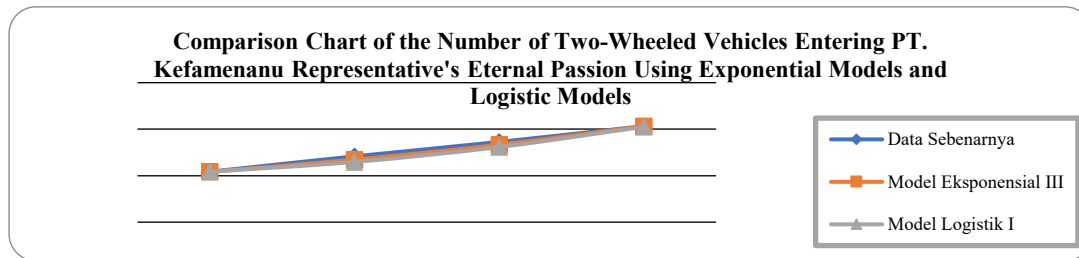 Comparison Chart of the Number of Two-Wheeled Vehicles Entering PT.
Kefamenanu Representative's Eternal Passion Using Exponential Models and
Logistic Models
Data Sebenarnya
Model Eksponensial III
Model Logistik I